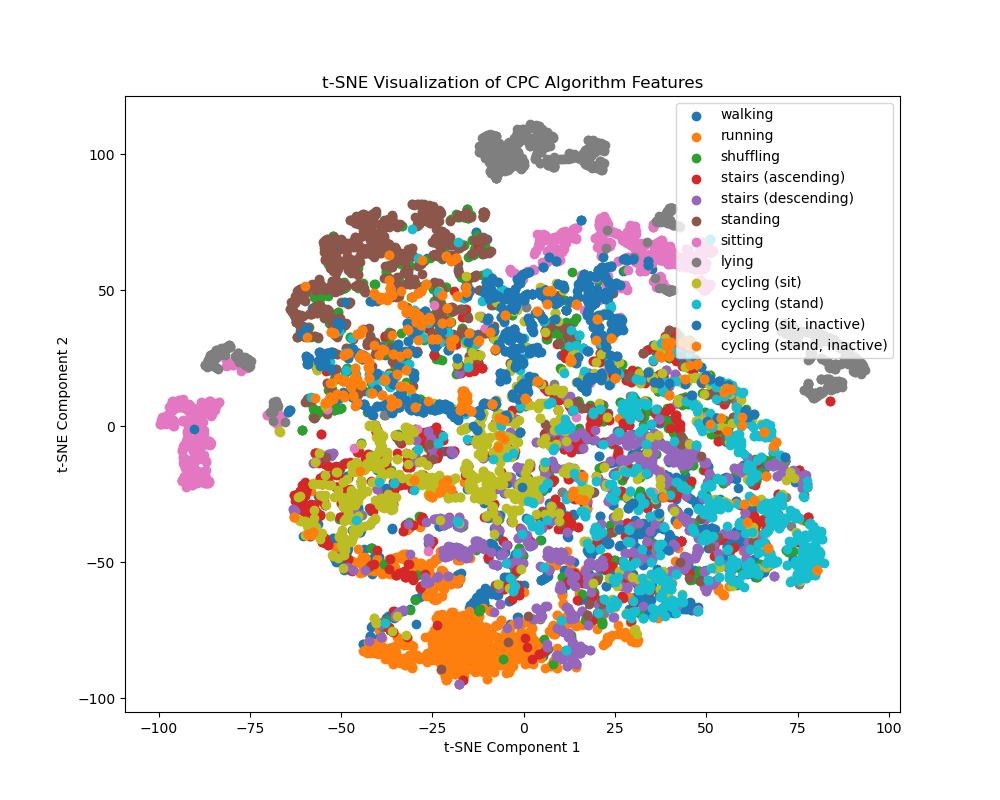 t-SNE Visualization of CPC Algorithm Features
walking
running
shuffling
stairs (ascending)
stairs (descending)
standing
sitting
lying
cycling (sit)
cycling (stand)
cycling (sit, inactive)
cycling (stand, inactive)
100
50
0
−50
−100
t-SNE Component 2
−100
−75
−50
−25
0
25
50
75
100
t-SNE Component 1